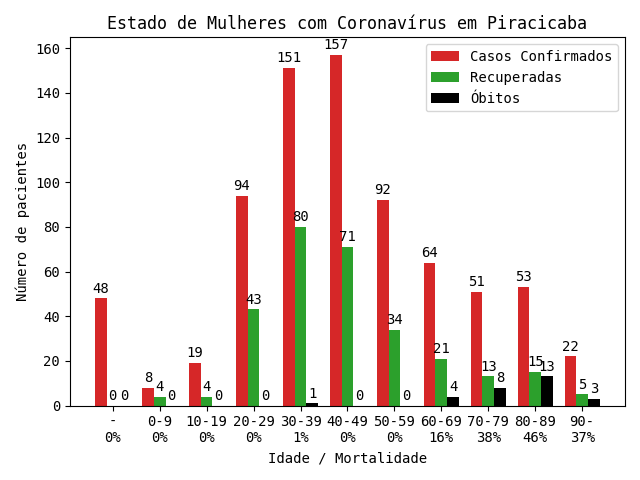 Estado de Mulheres com Coronavírus em Piracicaba
Casos Confirmados
Recuperadas
Óbitos
Número de pacientes
160
140
120
100
80
60
40
20
0
48 0 0
8 4 0
19 4 0
94 43 0
151 80 1
157 71 0
92 34 0
64 21 4
51 13 8
53 15 13
22 5 3
- 0-9 10-19 20-29 30-39 40-49 50-59 60-69 70-79 80-89 90-
0% 0% 0% 0% 1% 0% 0% 16% 38% 46% 37%
Idade / Mortalidade